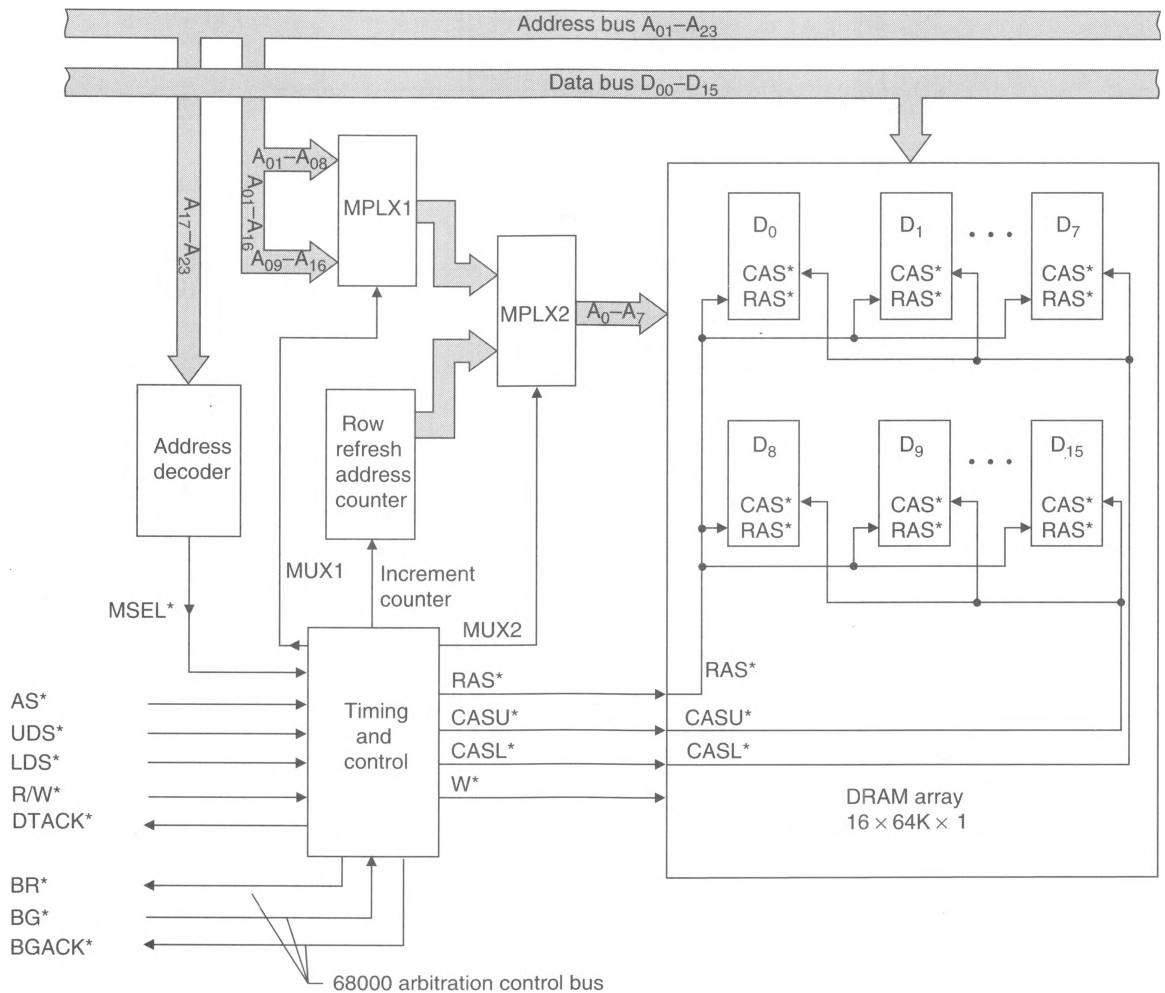 Address bus A₀₁–A₂₃
Data bus D₀₀–D₁₅
A₁₇–A₂₃
A₀₁–A₁₆
A₀₁–A₀₈
A₀₉–A₁₆
MPLX1
MPLX2
A₀–A₇
D₀
CAS*
RAS*
D₁
CAS*
RAS*
• • •
D₇
CAS*
RAS*
D₈
CAS*
RAS*
D₉
CAS*
RAS*
• • •
D₁₅
CAS*
RAS*
Address
decoder
Row
refresh
address
counter
MUX1
Increment
counter
MUX2
MSEL*
Timing
and
control
AS*
UDS*
LDS*
R/W*
DTACK*
BR*
BG*
BGACK*
RAS*
CASU*
CASL*
W*
RAS*
CASU*
CASL*
DRAM array
16 × 64K × 1
68000 arbitration control bus